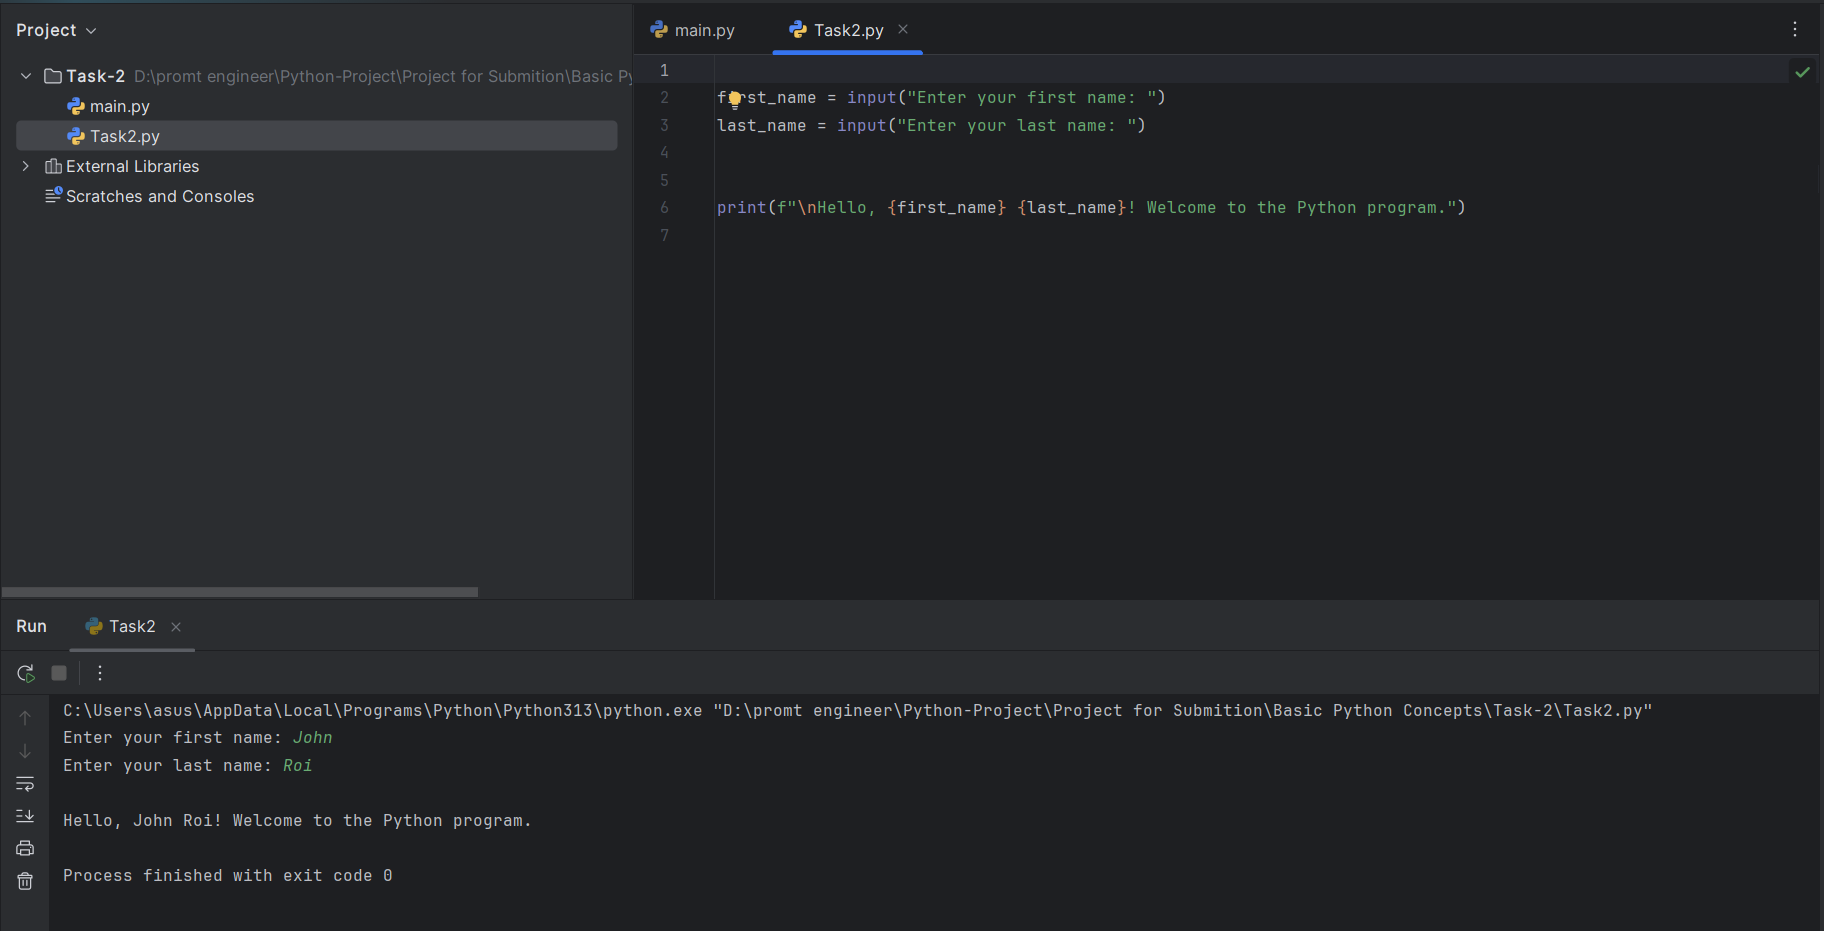 Project
Task-2 D:\promt engineer\Python-Project\Project for Submition\Basic Py
main.py
Task2.py
External Libraries
Scratches and Consoles
main.py Task2.py
1
2 first_name = input("Enter your first name: ")
3 last_name = input("Enter your last name: ")
4
5
6 print(f"\nHello, {first_name} {last_name}! Welcome to the Python program.")
7
Run Task2
C:\Users\asus\AppData\Local\Programs\Python\Python313\python.exe "D:\promt engineer\Python-Project\Project for Submition\Basic Python Concepts\Task-2\Task2.py"
Enter your first name: John
Enter your last name: Roi
Hello, John Roi! Welcome to the Python program.
Process finished with exit code 0